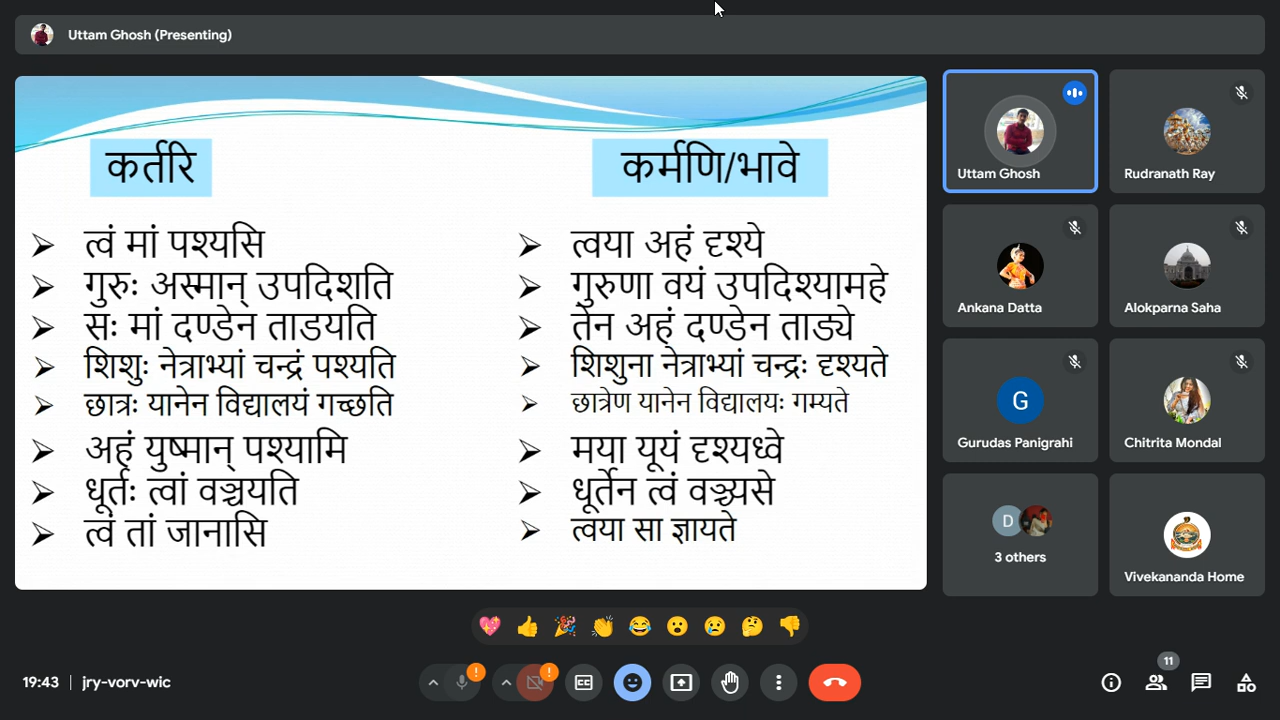 Uttam Ghosh (Presenting)
कर्तरि
कर्मणि/भावे
त्वं मां पश्यसि
त्वया अहं दृश्ये
गुरुः अस्मान् उपदिशति
गुरुणा वयं उपदिश्यामहे
सः मां दण्डेन ताडयति
तेन अहं दण्डेन ताड्ये
शिशुः नेत्राभ्यां चन्द्रं पश्यति
शिशुना नेत्राभ्यां चन्द्रः दृश्यते
छात्रः यानेन विद्यालयं गच्छति
छात्रेण यानेन विद्यालयः गम्यते
अहं युष्मान् पश्यामि
मया यूयं दृश्यध्वे
धूर्तः त्वां वञ्चयति
धूर्तेन त्वं वञ्च्यसे
त्वं तां जानासि
त्वया सा ज्ञायते
Uttam Ghosh
Rudranath Ray
Ankana Datta
Alokparna Saha
G
Gurudas Panigrahi
Chitrita Mondal
D
3 others
Vivekananda Home
19:43 | jry-vorv-wic
11